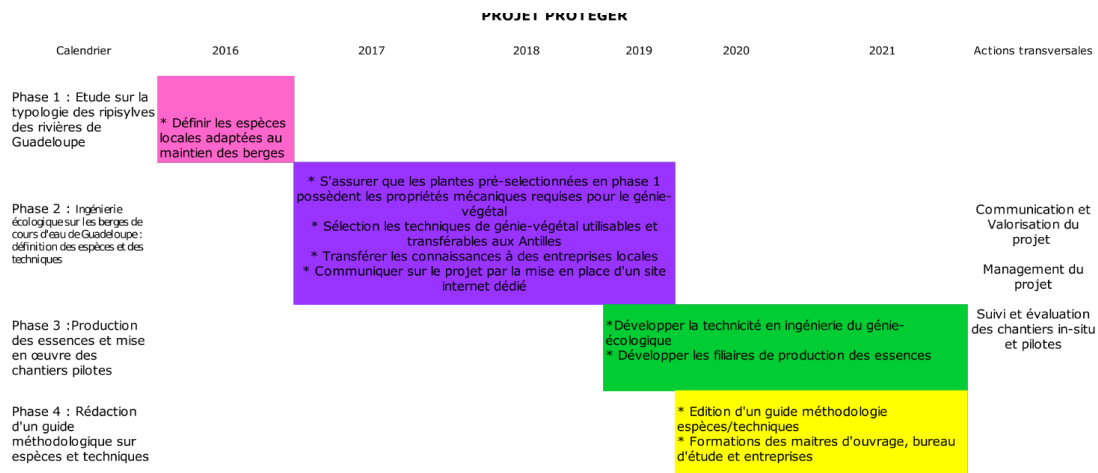 PROJET PROTEGER
Calendrier 2016 2017 2018 2019 2020 2021 Actions transversales
Phase 1 : Etude sur la
typologie des ripisylves
des rivières de
Guadeloupe
* Définir les espèces
locales adaptées au
maintien des berges
Phase 2 : Ingénierie
écologique sur les berges de
cours d'eau de Guadeloupe :
définition des espèces et des
techniques
* S'assurer que les plantes pré-selectionnées en phase 1
possèdent les propriétés mécaniques requises pour le génie-
végétal
* Sélection les techniques de génie-végétal utilisables et
transférables aux Antilles
* Transférer les connaissances à des entreprises locales
* Communiquer sur le projet par la mise en place d'un site
internet dédié
Communication et
Valorisation du
projet
Management du
projet
Suivi et évaluation
des chantiers in-situ
et pilotes
Phase 3 :Production
des essences et mise
en œuvre des
chantiers pilotes
*Développer la technicité en ingénierie du génie-
écologique
* Développer les filiaires de production des essences
Phase 4 : Rédaction
d'un guide
méthodologique sur
espèces et techniques
* Edition d'un guide méthodologie
espèces/techniques
* Formations des maitres d'ouvrage, bureau
d'étude et entreprises